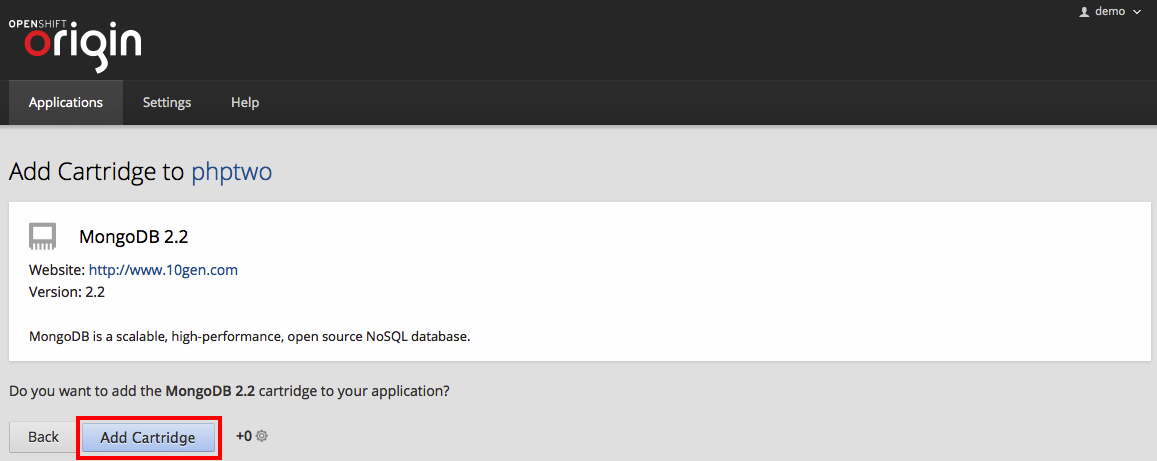 OPENSHIFT
origin
demo
Applications Settings Help
Add Cartridge to phptwo
MongoDB 2.2
Website: http://www.10gen.com
Version: 2.2
MongoDB is a scalable, high-performance, open source NoSQL database.
Do you want to add the MongoDB 2.2 cartridge to your application?
Back Add Cartridge +0